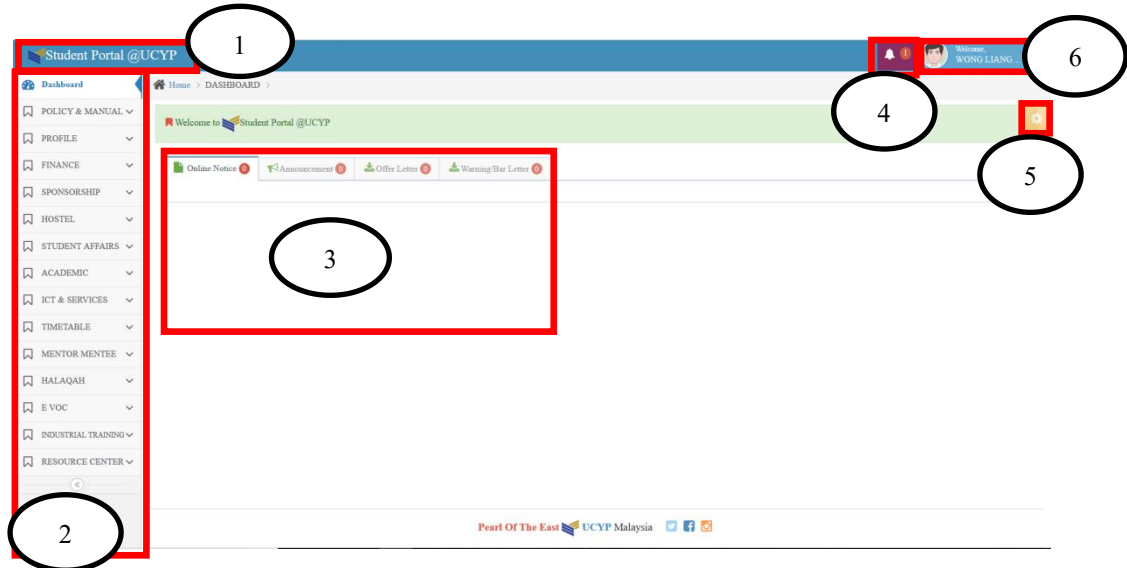 Student Portal @UCYP
1
4
1
Welcome,
WONG LIANG...
6
Dashboard
Home > DASHBOARD >
POLICY & MANUAL
Welcome to Student Portal @UCYP
5
PROFILE
FINANCE
Online Notice 0 Announcement 0 Offer Letter 0 Warning/Bar Letter 0
SPONSORSHIP
HOSTEL
STUDENT AFFAIRS
3
ACADEMIC
ICT & SERVICES
TIMETABLE
MENTOR MENTEE
HALAQAH
E VOC
INDUSTRIAL TRAINING
RESOURCE CENTER
2
Pearl Of The East UCYP Malaysia